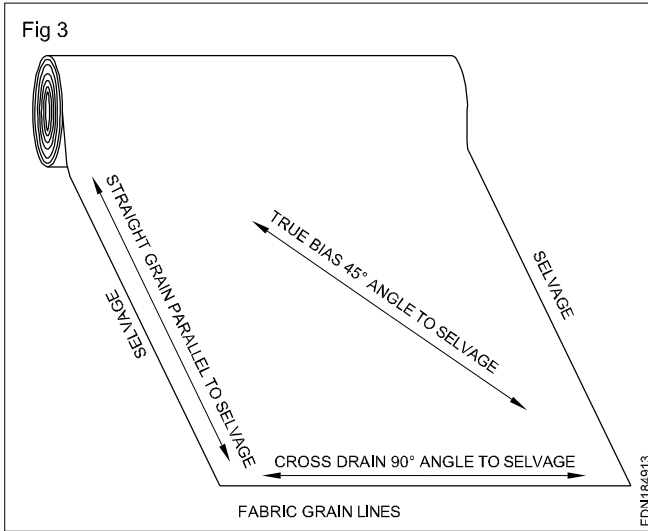 Fig 3
STRAIGHT GRAIN PARALLEL TO SELVAGE
SELVAGE
TRUE BIAS 45° ANGLE TO SELVAGE
SELVAGE
CROSS DRAIN 90° ANGLE TO SELVAGE
FABRIC GRAIN LINES
FDN184913